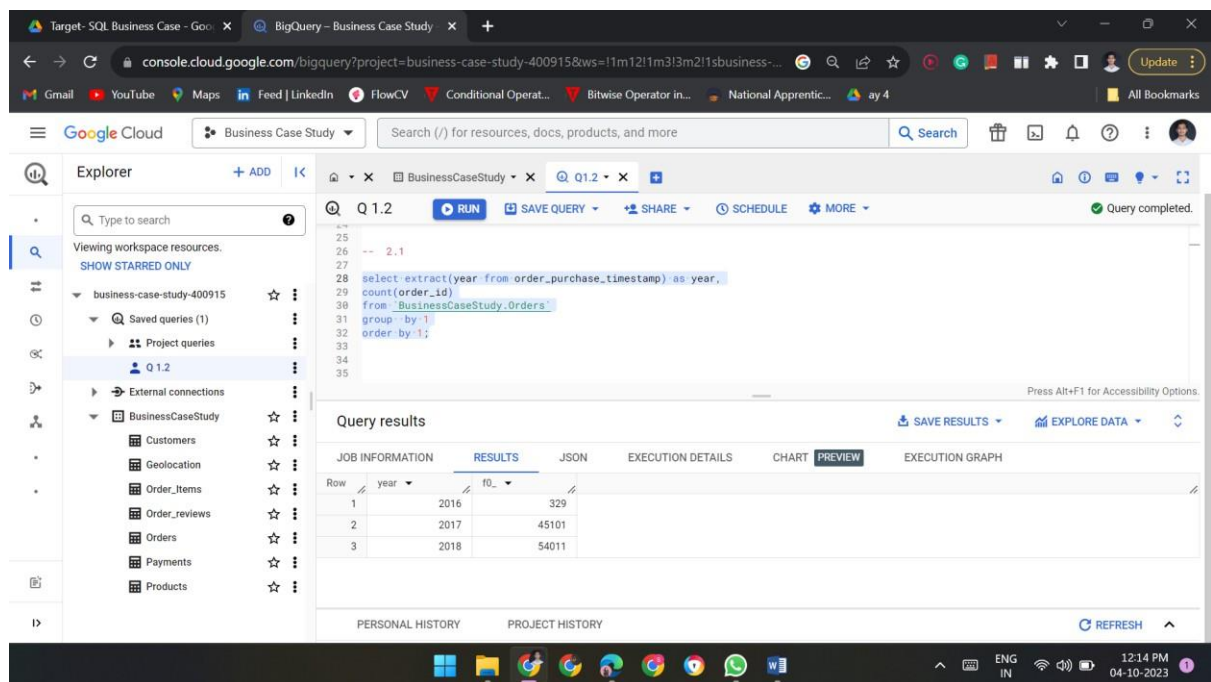 Target- SQL Business Case - Goo
BigQuery – Business Case Study
console.cloud.google.com/bigquery?project=business-case-study-400915&ws=!1m12!1m3!3m2!1sbusiness-...
Update
Gmail YouTube Maps Feed | LinkedIn FlowCV Conditional Operat... Bitwise Operator in... National Apprentic... ay 4 All Bookmarks
Google Cloud Business Case Study Search (/) for resources, docs, products, and more Search
Explorer + ADD
BusinessCaseStudy Q1.2
Type to search
Viewing workspace resources.
SHOW STARRED ONLY
business-case-study-400915
Saved queries (1)
Project queries
Q 1.2
External connections
BusinessCaseStudy
Customers
Geolocation
Order_Items
Order_reviews
Orders
Payments
Products
Q 1.2 RUN SAVE QUERY SHARE SCHEDULE MORE Query completed.
24
25
26 -- 2.1
27
28 select extract(year from order_purchase_timestamp) as year,
29 count(order_id)
30 from `BusinessCaseStudy.Orders`
31 group  by 1
32 order by 1;
33
34
35
Press Alt+F1 for Accessibility Options.
Query results SAVE RESULTS EXPLORE DATA
JOB INFORMATION RESULTS JSON EXECUTION DETAILS CHART PREVIEW EXECUTION GRAPH
Row year f0_
1 2016 329
2 2017 45101
3 2018 54011
PERSONAL HISTORY PROJECT HISTORY REFRESH
ENG
IN
12:14 PM
04-10-2023
1